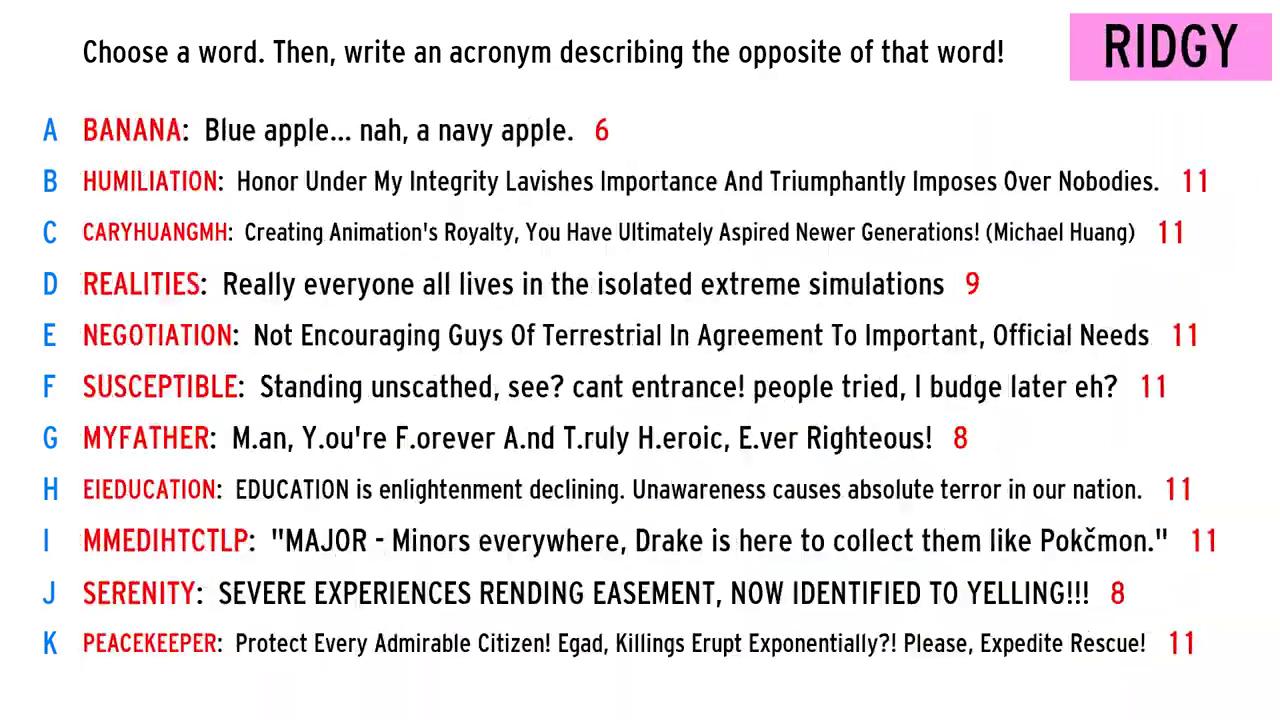 Choose a word. Then, write an acronym describing the opposite of that word!
RIDGY
A BANANA: Blue apple... nah, a navy apple. 6
B HUMILIATION: Honor Under My Integrity Lavishes Importance And Triumphantly Imposes Over Nobodies. 11
C CARYHUANGMH: Creating Animation's Royalty, You Have Ultimately Aspired Newer Generations! (Michael Huang) 11
D REALITIES: Really everyone all lives in the isolated extreme simulations 9
E NEGOTIATION: Not Encouraging Guys Of Terrestrial In Agreement To Important, Official Needs 11
F SUSCEPTIBLE: Standing unscathed, see? cant entrance! people tried, I budge later eh? 11
G MYFATHER: M.an, Y.ou're F.orever A.nd T.ruly H.eroic, E.ver Righteous! 8
H EIEDUCATION: EDUCATION is enlightenment declining. Unawareness causes absolute terror in our nation. 11
I MMEDIHTCTLP: "MAJOR - Minors everywhere, Drake is here to collect them like Pokčmon." 11
J SERENITY: SEVERE EXPERIENCES RENDING EASEMENT, NOW IDENTIFIED TO YELLING!!! 8
K PEACEKEEPER: Protect Every Admirable Citizen! Egad, Killings Erupt Exponentially?! Please, Expedite Rescue! 11